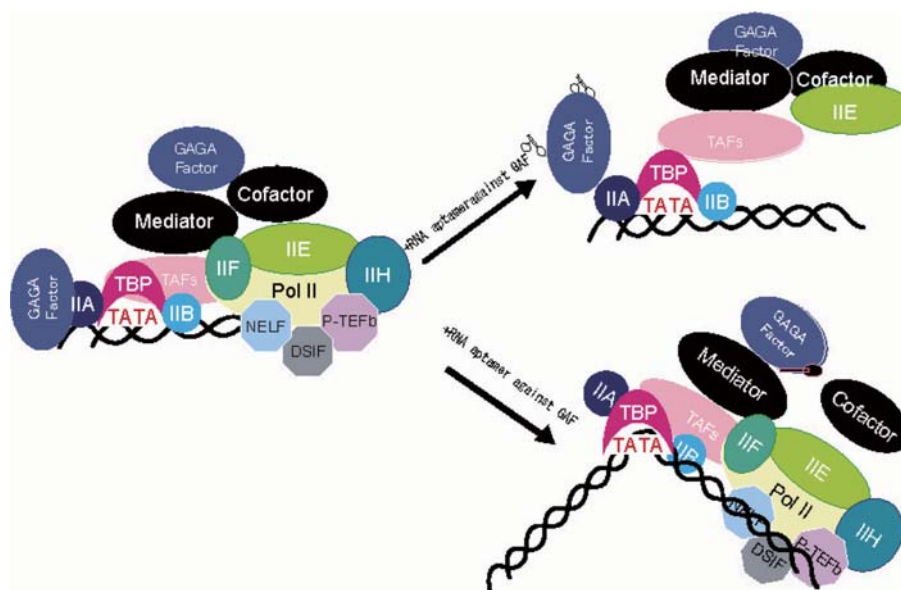 GAGA
Factor
Mediator
Cofactor
IIE
TAFs
GAGA
Factor
TBP
IIA
TATA
IIB
+RNA aptameragainst GAF
GAGA
Factor
Cofactor
Mediator
IIE
IIF
IIH
GAGA
Factor
IIA
TBP
TAFs
Pol II
TATA
IIB
NELF
P-TEFb
DSIF
+RNA aptamer against GAF
GAGA
Factor
Mediator
Cofactor
IIA
TBP
TAFs
IIF
TATA
IIB
IIE
Pol II
IIH
DSIF
P-TEFb